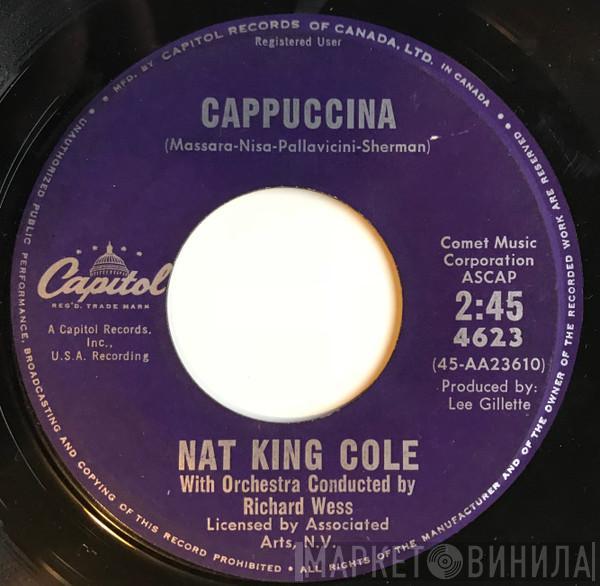 MFD. BY CAPITOL RECORDS OF CANADA, LTD. IN CANADA
Registered User
CAPPUCCINA
(Massara-Nisa-Pallavicini-Sherman)
Capitol
REG'D. TRADE MARK
A Capitol Records,
Inc.,
U.S.A. Recording
Comet Music
Corporation
ASCAP
2:45
4623
(45-AA23610)
Produced by:
Lee Gillette
NAT KING COLE
With Orchestra Conducted by
Richard Wess
Licensed by Associated
Arts, N.V.
UNAUTHORIZED PUBLIC PERFORMANCE, BROADCASTING AND COPYING OF THIS RECORD PROHIBITED • ALL RIGHTS OF THE MANUFACTURER AND OF THE OWNER OF THE RECORDED WORK ARE RESERVED
МАРКЕТ ВИНИЛА